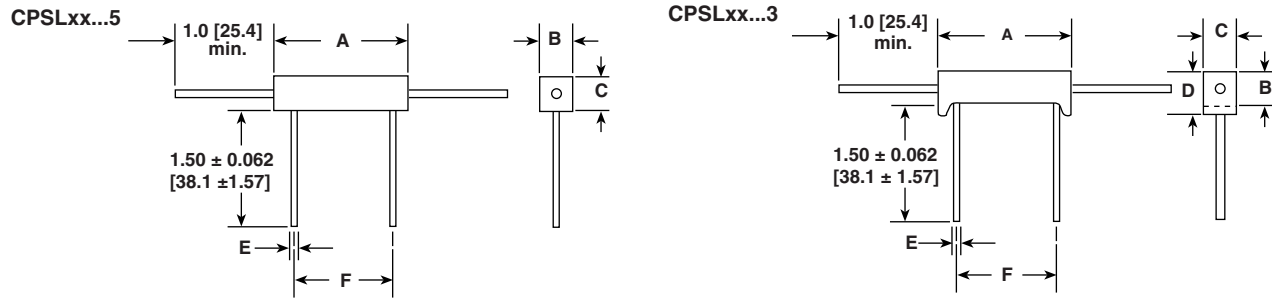 CPSLxx...5
1.0 [25.4]
min.
A
B
C
1.50 ± 0.062
[38.1 ±1.57]
E
F
CPSLxx...3
1.0 [25.4]
min.
A
C
D
B
1.50 ± 0.062
[38.1 ± 1.57]
E
F